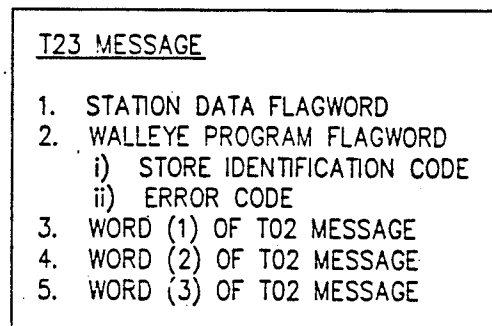 T23 MESSAGE
1. STATION DATA FLAGWORD
2. WALLEYE PROGRAM FLAGWORD
i) STORE IDENTIFICATION CODE
ii) ERROR CODE
3. WORD (1) OF T02 MESSAGE
4. WORD (2) OF T02 MESSAGE
5. WORD (3) OF T02 MESSAGE